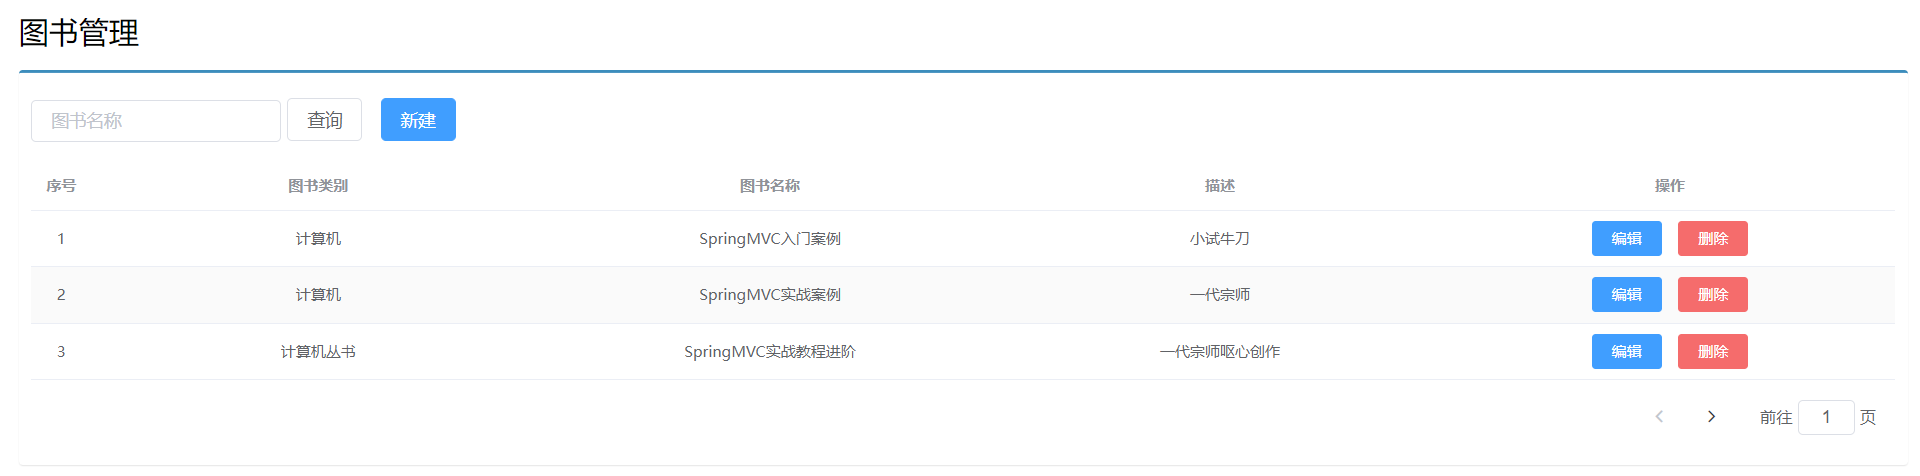 图书管理
图书名称 查询 新建
序号 图书类别 图书名称 描述 操作
1 计算机 SpringMVC入门案例 小试牛刀 编辑 删除
2 计算机 SpringMVC实战案例 一代宗师 编辑 删除
3 计算机丛书 SpringMVC实战教程进阶 一代宗师呕心创作 编辑 删除
前往 1 页